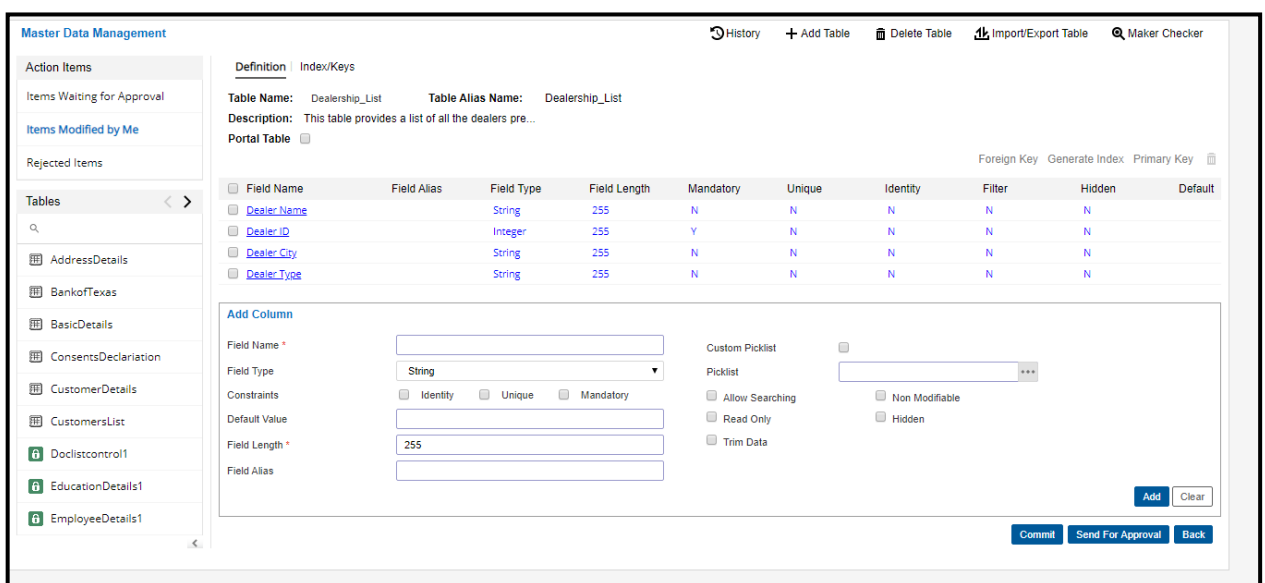 Master Data Management
History Add Table Delete Table Import/Export Table Maker Checker
Action Items
Items Waiting for Approval
Items Modified by Me
Rejected Items
Tables
AddressDetails
BankofTexas
BasicDetails
ConsentsDeclaration
CustomerDetails
CustomersList
Doclistcontrol1
EducationDetails1
EmployeeDetails1
Definition Index/Keys
Table Name: Dealership_List Table Alias Name: Dealership_List
Description: This table provides a list of all the dealers pre...
Portal Table
Foreign Key Generate Index Primary Key
Field Name Field Alias Field Type Field Length Mandatory Unique Identity Filter Hidden Default
Dealer Name String 255 N N N N N
Dealer ID Integer 255 Y N N N N
Dealer City String 255 N N N N N
Dealer Type String 255 N N N N N
Add Column
Field Name *
Field Type String
Constraints Identity Unique Mandatory
Default Value
Field Length * 255
Field Alias
Custom Picklist
Picklist ...
Allow Searching Non Modifiable
Read Only Hidden
Trim Data
Add Clear
Commit Send For Approval Back